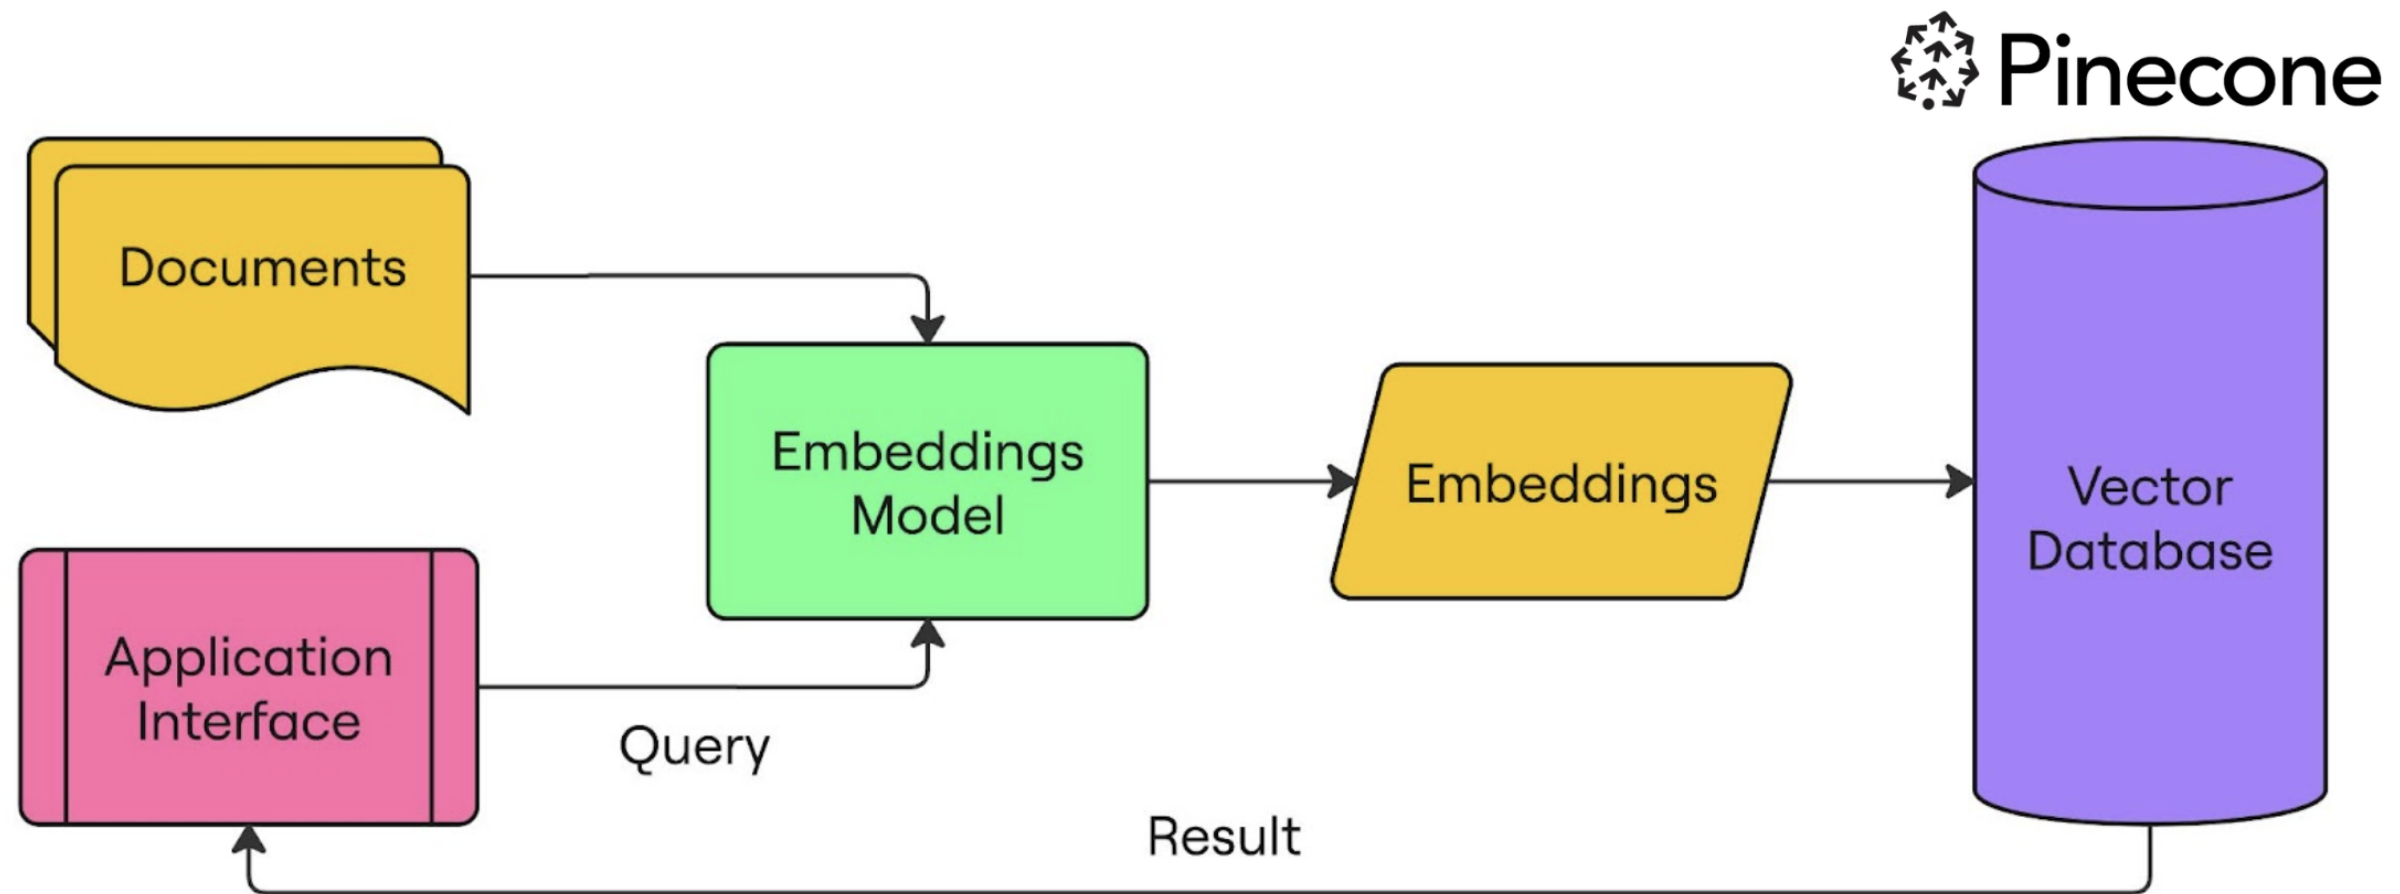 Pinecone
Documents
Embeddings
Model
Embeddings
Vector
Database
Application
Interface
Query
Result